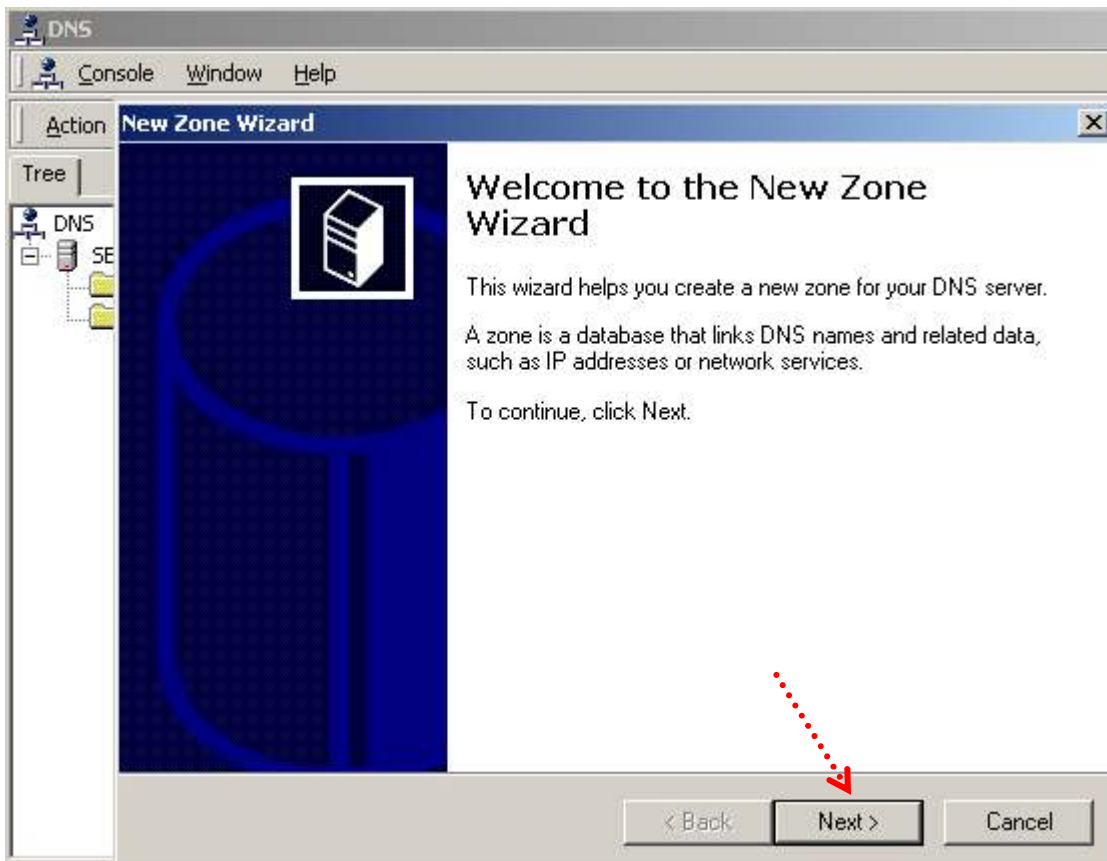 DNS
Console Window Help
Action
New Zone Wizard
Tree
DNS
SE
Welcome to the New Zone
Wizard
This wizard helps you create a new zone for your DNS server.
A zone is a database that links DNS names and related data,
such as IP addresses or network services.
To continue, click Next.
< Back Next > Cancel